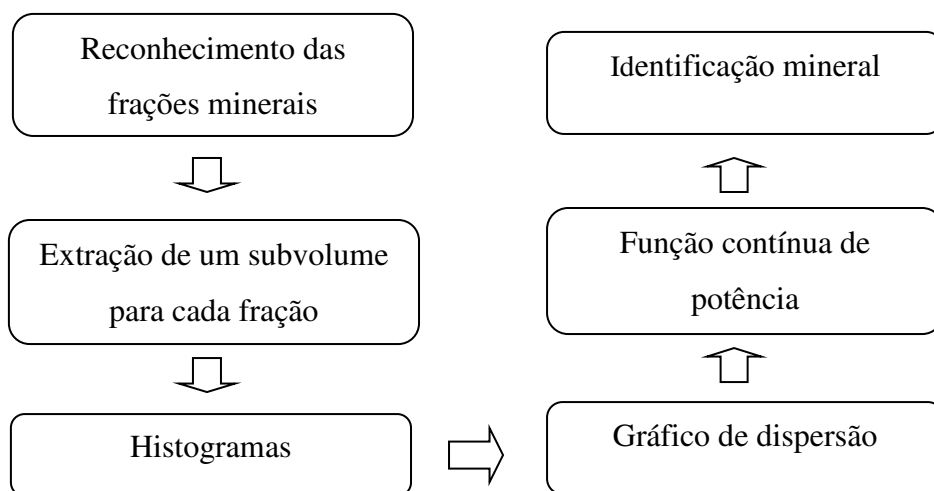 Reconhecimento das
frações minerais
Extração de um subvolume
para cada fração
Histogramas
Gráfico de dispersão
Função contínua de
potência
Identificação mineral